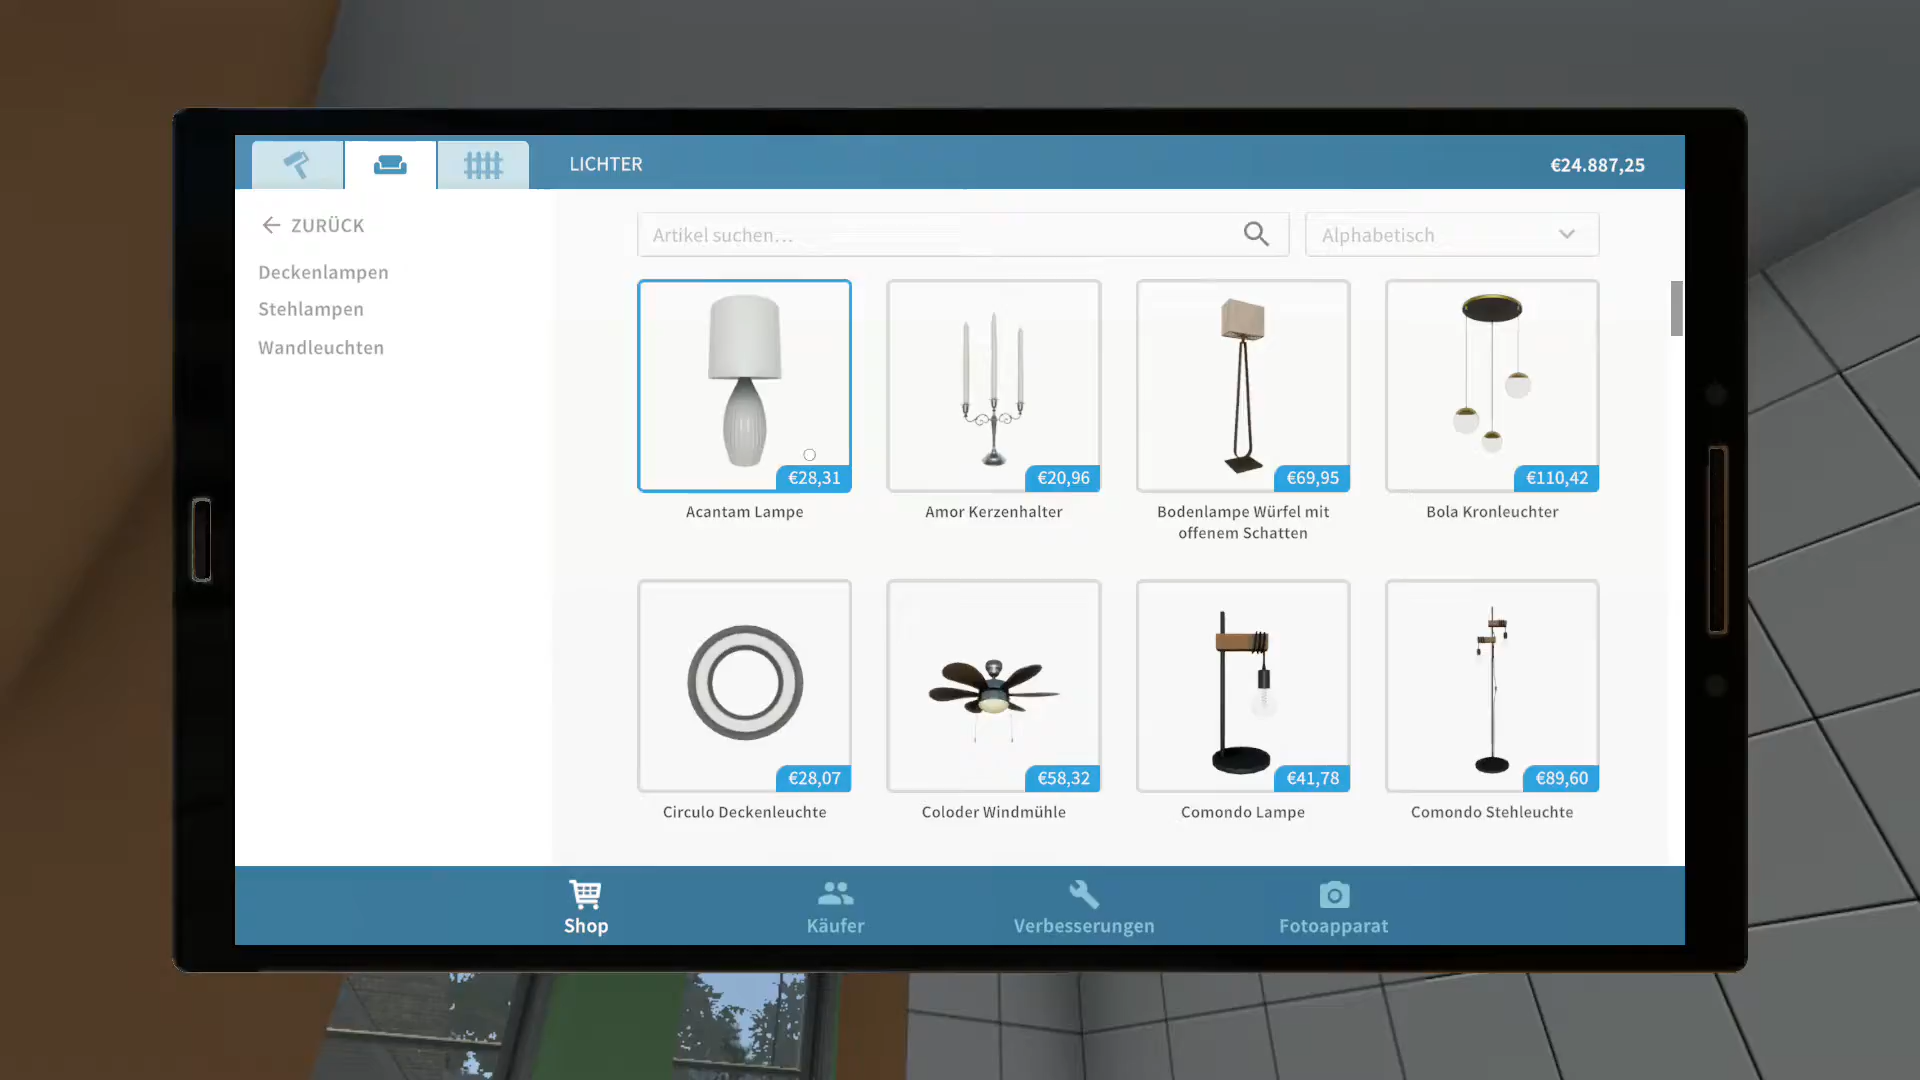 LICHTER
€24.887,25
ZURÜCK
Deckenlampen
Stehlampen
Wandleuchten
Artikel suchen...
Alphabetisch
€28,31
€20,96
€69,95
€110,42
Acantam Lampe
Amor Kerzenhalter
Bodenlampe Würfel mit
offenem Schatten
Bola Kronleuchter
€28,07
€58,32
€41,78
€89,60
Circulo Deckenleuchte
Coloder Windmühle
Comondo Lampe
Comondo Stehleuchte
Shop
Käufer
Verbesserungen
Fotoapparat